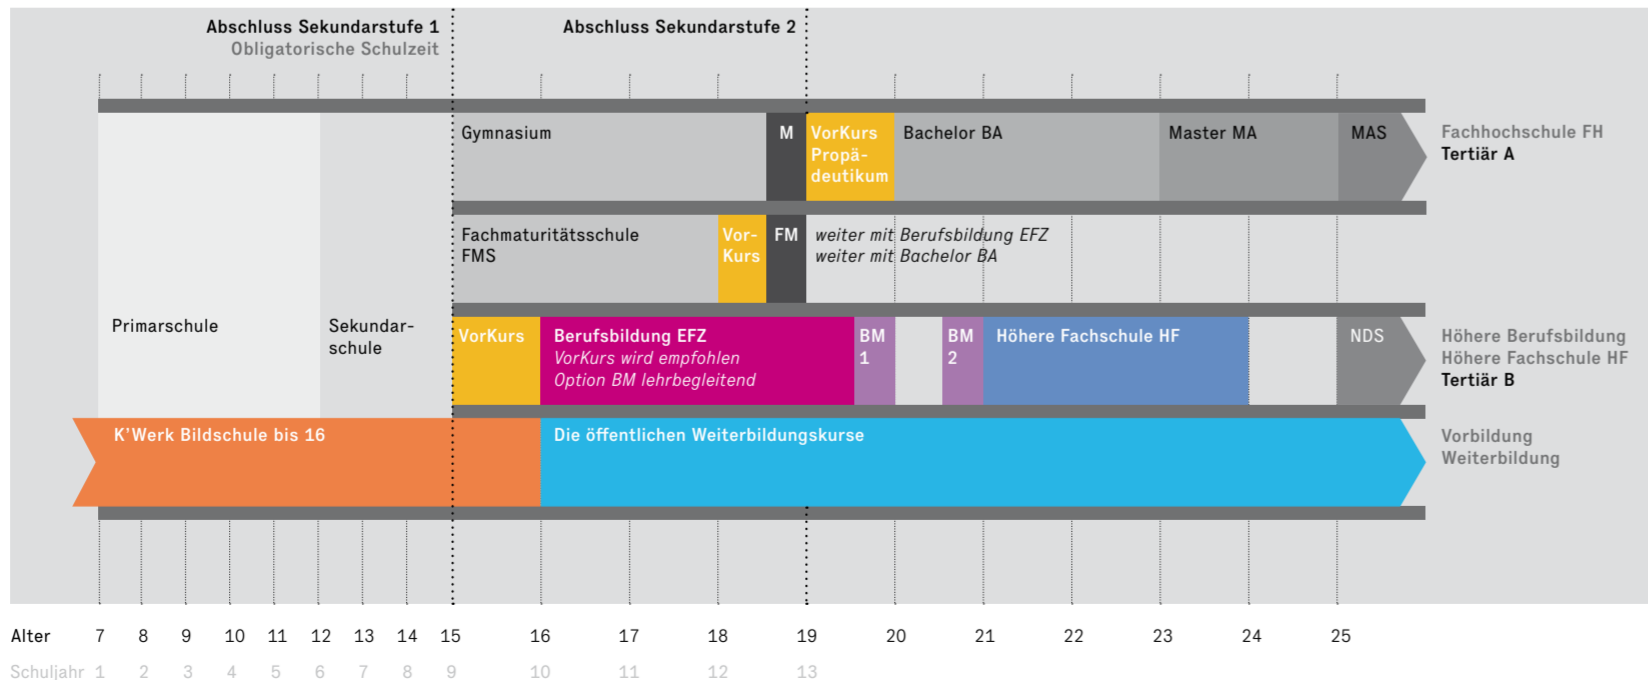 Abschluss Sekundarstufe 1
Obligatorische Schulzeit
Abschluss Sekundarstufe 2
Gymnasium
M
VorKurs
Propä-
deutikum
Bachelor BA
Master MA
MAS
Fachhochschule FH
Tertiär A
Fachmaturitätsschule
FMS
Vor-
Kurs
FM
weiter mit Berufsbildung EFZ
weiter mit Bachelor BA
Primarschule
Sekundar-
schule
VorKurs
Berufsbildung EFZ
VorKurs wird empfohlen
Option BM lehrbegleitend
BM
1
BM
2
Höhere Fachschule HF
NDS
Höhere Berufsbildung
Höhere Fachschule HF
Tertiär B
K'Werk Bildschule bis 16
Die öffentlichen Weiterbildungskurse
Vorbildung
Weiterbildung
Alter 7 8 9 10 11 12 13 14 15 16 17 18 19 20 21 22 23 24 25
Schuljahr 1 2 3 4 5 6 7 8 9 10 11 12 13